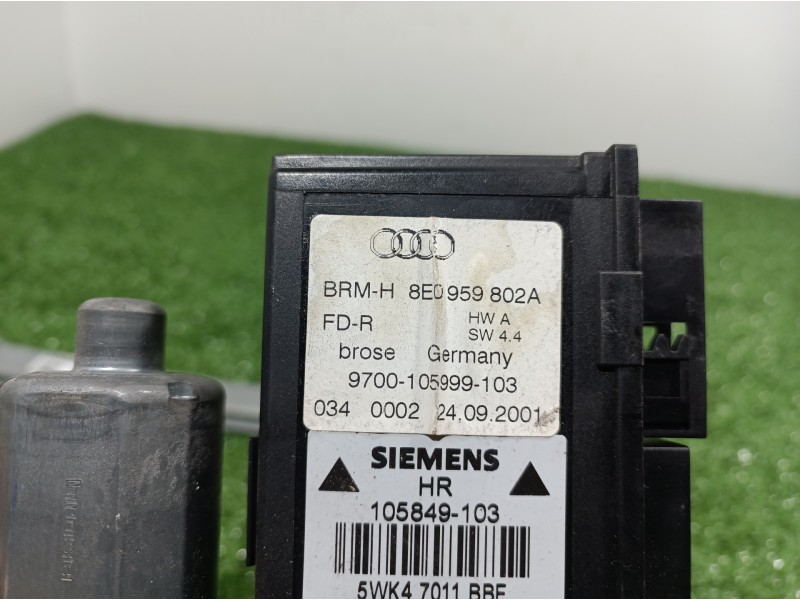 BRM-H 8E0 959 802A
FD-R HW A
SW 4.4
brose Germany
9700-105999-103
034 0002 24.09.2001
SIEMENS
HR
105849-103
5WK4 7011 BBF